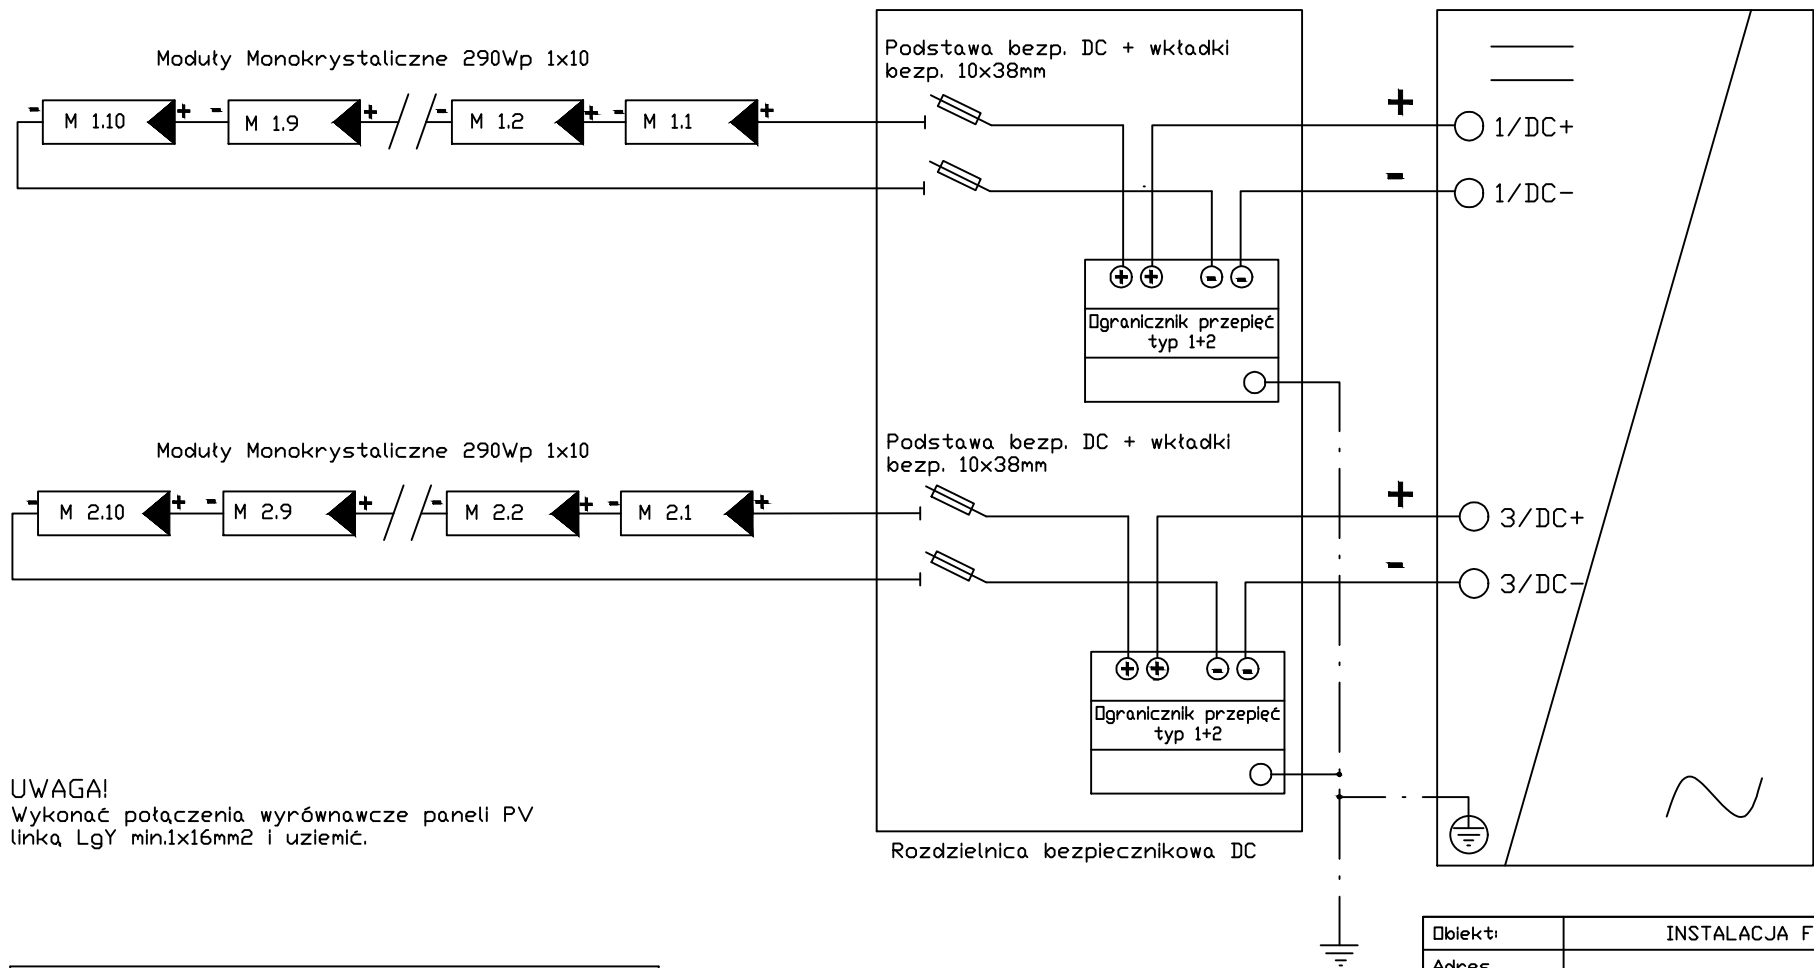 Moduły Monokrystaliczne 290Wp 1x10
- M 1.10 + - M 1.9 + - M 1.2 + - M 1.1 +
Podstawa bezp. DC + wkładki
bezp. 10x38mm
+
1/DC+
-
1/DC-
+ + - -
Ogranicznik przepięć
typ 1+2
Moduły Monokrystaliczne 290Wp 1x10
- M 2.10 + - M 2.9 + - M 2.2 + - M 2.1 +
Podstawa bezp. DC + wkładki
bezp. 10x38mm
+
3/DC+
-
3/DC-
+ + - -
Ogranicznik przepięć
typ 1+2
UWAGA!
Wykonać połączenia wyrównawcze paneli PV
linką LgY min.1x16mm2 i uziemić.
Rozdzielnica bezpiecznikowa DC
Obiekt: INSTALACJA F
Adres